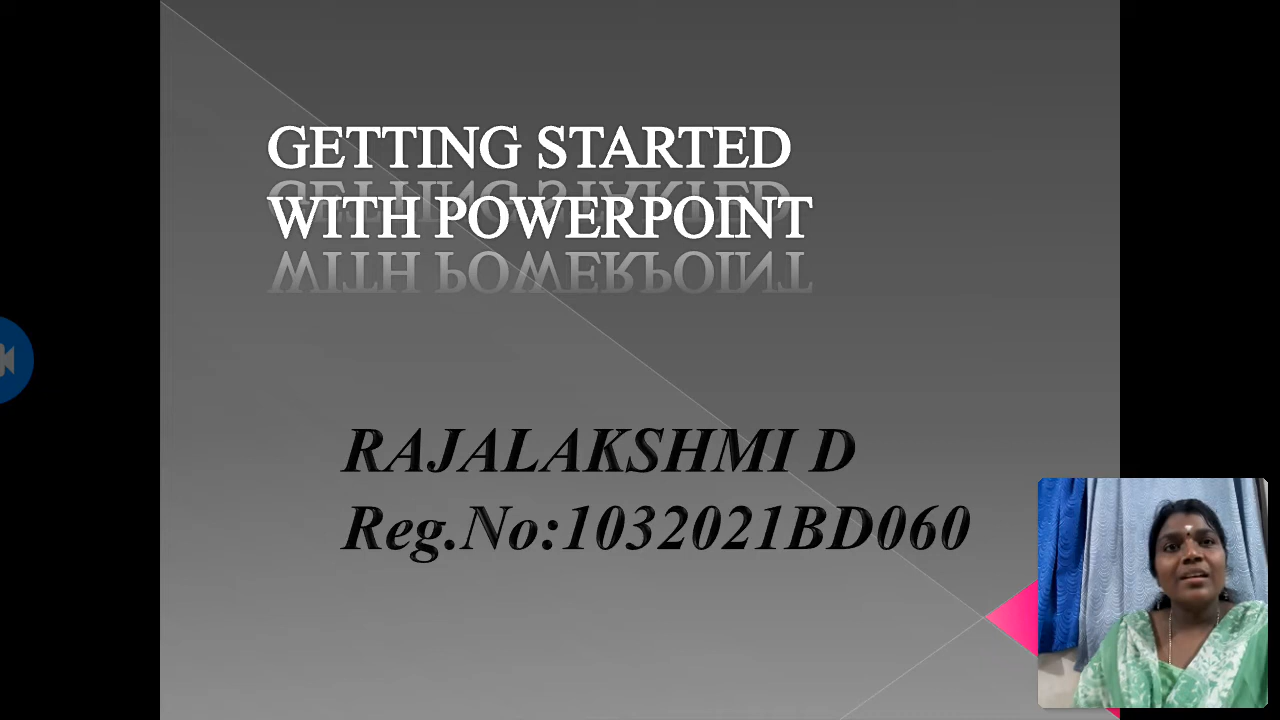 GETTING STARTED
WITH POWERPOINT
RAJALAKSHMI D
Reg.No:1032021BD060